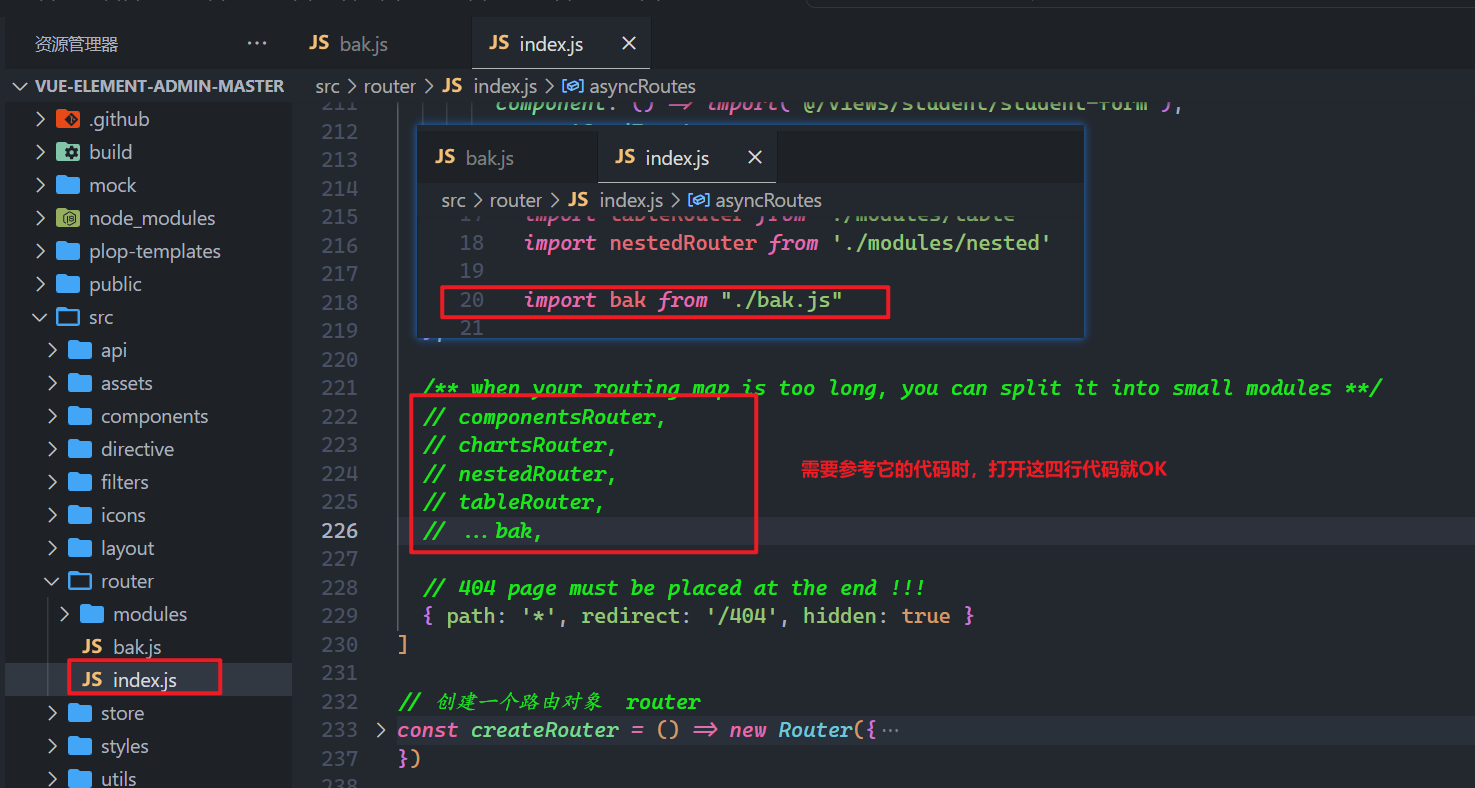 资源管理器
···
JS bak.js
JS index.js
VUE-ELEMENT-ADMIN-MASTER
src > router > JS index.js > asyncRoutes
.github
build
mock
node_modules
plop-templates
public
src
api
assets
components
directive
filters
icons
layout
router
modules
JS bak.js
JS index.js
store
styles
utils
211 component: () => import('@/views/student/student-form'),
212
213
214
215
216
217
218
219
220
JS bak.js
JS index.js
src > router > JS index.js > asyncRoutes
17 import tableRouter from './modules/table'
18 import nestedRouter from './modules/nested'
19
20 import bak from "./bak.js"
21
221 /** when your routing map is too long, you can split it into small modules **/
222 // componentsRouter,
223 // chartsRouter,
224 // nestedRouter,
225 // tableRouter,
226 // ...bak,
需要参考它的代码时，打开这四行代码就OK
227
228 // 404 page must be placed at the end !!!
229 { path: '*', redirect: '/404', hidden: true }
230 ]
231
232 // 创建一个路由对象 router
233 const createRouter = () => new Router({···
237 })
238